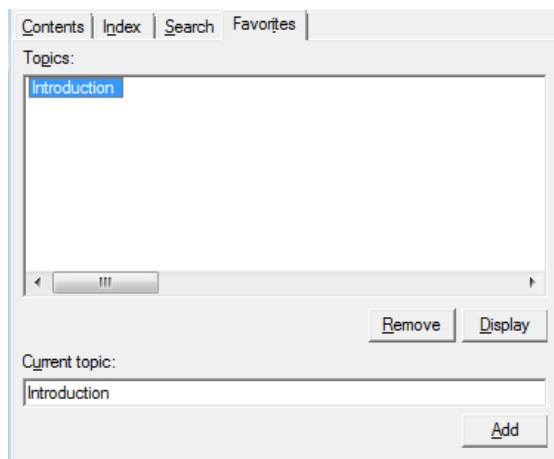 Contents Index Search Favorites
Topics:
Introduction
Remove Display
Current topic:
Introduction
Add